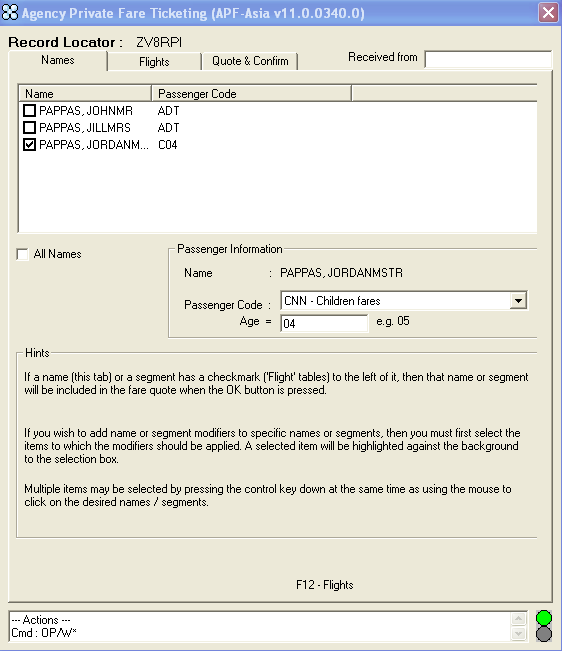 Agency Private Fare Ticketing (APF-Asia v11.0.0340.0)
Record Locator : ZV8RPI
Names Flights Quote & Confirm Received from
Name Passenger Code
PAPPAS, JOHNMR ADT
PAPPAS, JILLMRS ADT
PAPPAS, JORDANM... C04
All Names
Passenger Information
Name : PAPPAS, JORDANMSTR
Passenger Code : CNN - Children fares
Age = 04 e.g. 05
Hints
If a name (this tab) or a segment has a checkmark ('Flight' tables) to the left of it, then that name or segment
will be included in the fare quote when the OK button is pressed.
If you wish to add name or segment modifiers to specific names or segments, then you must first select the
items to which the modifiers should be applied. A selected item will be highlighted against the background
to the selection box.
Multiple items may be selected by pressing the control key down at the same time as using the mouse to
click on the desired names / segments.
F12 - Flights
--- Actions ---
Cmd : OP/W*